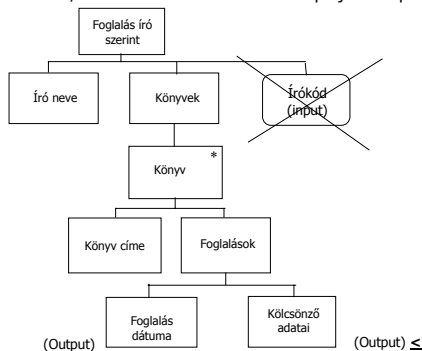 Foglalás író
szerint
Író neve
Könyvek
Írókód
(input)
*
Könyv
Könyv címe
Foglalások
Foglalás
dátuma
Kölcsönző
adatai
(Output)
(Output) <